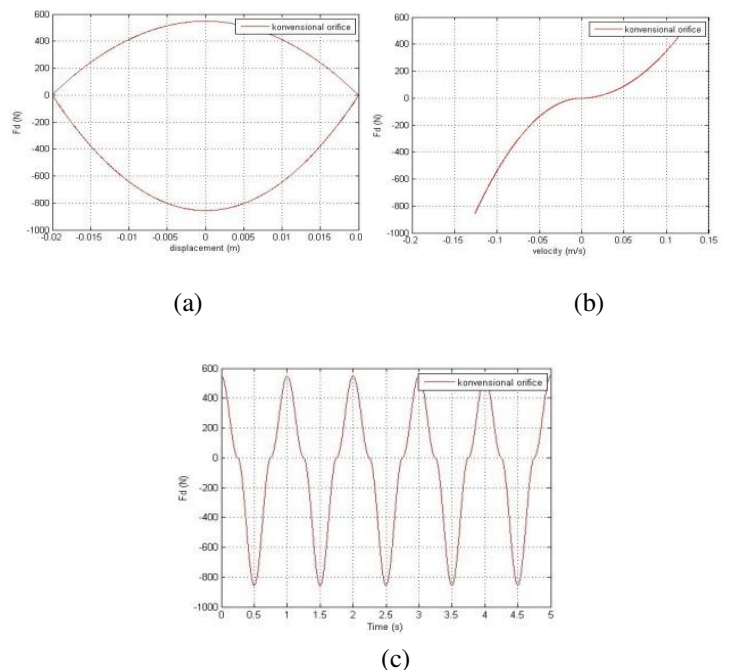 600
400
200
0
-200
-400
-600
-800
-1000
Fd (N)
konvensional orifice
-0.02 -0.015 -0.01 -0.005 0 0.005 0.01 0.015 0.0
displacement (m)
(a)
600
400
200
0
-200
-400
-600
-800
-1000
Fd (N)
konvensional orifice
-0.2 -0.15 -0.1 -0.05 0 0.05 0.1 0.15
velocity (m/s)
(b)
600
400
200
0
-200
-400
-600
-800
-1000
Fd (N)
konvensional orifice
0 0.5 1 1.5 2 2.5 3 3.5 4 4.5 5
Time (s)
(c)